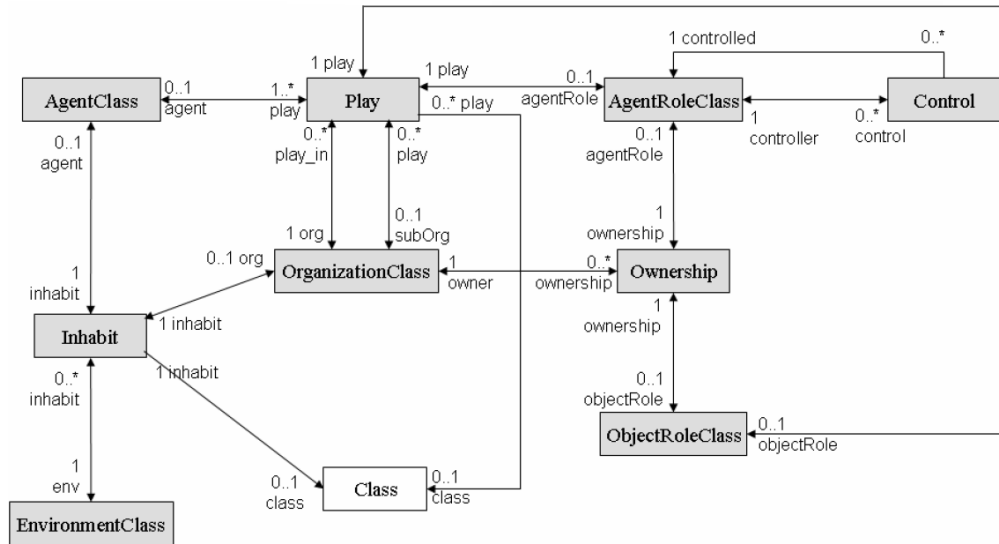 1 controlled 0..*
1 play 1 play
AgentClass 0..1 1..* Play 0..1 AgentRoleClass Control
agent play 0..* play agentRole
0..1 0..* 0..* 0..1 1 0..*
agent play_in play agentRole controller control
0..1
1 org subOrg 1
ownership
0..1 org OrganizationClass 1 0..* Ownership
1 owner ownership 1
inhabit ownership
1 inhabit
Inhabit
0..* 1 inhabit
inhabit 0..1
objectRole
ObjectRoleClass 0..1
objectRole
1 0..1 Class 0..1
env class class
EnvironmentClass